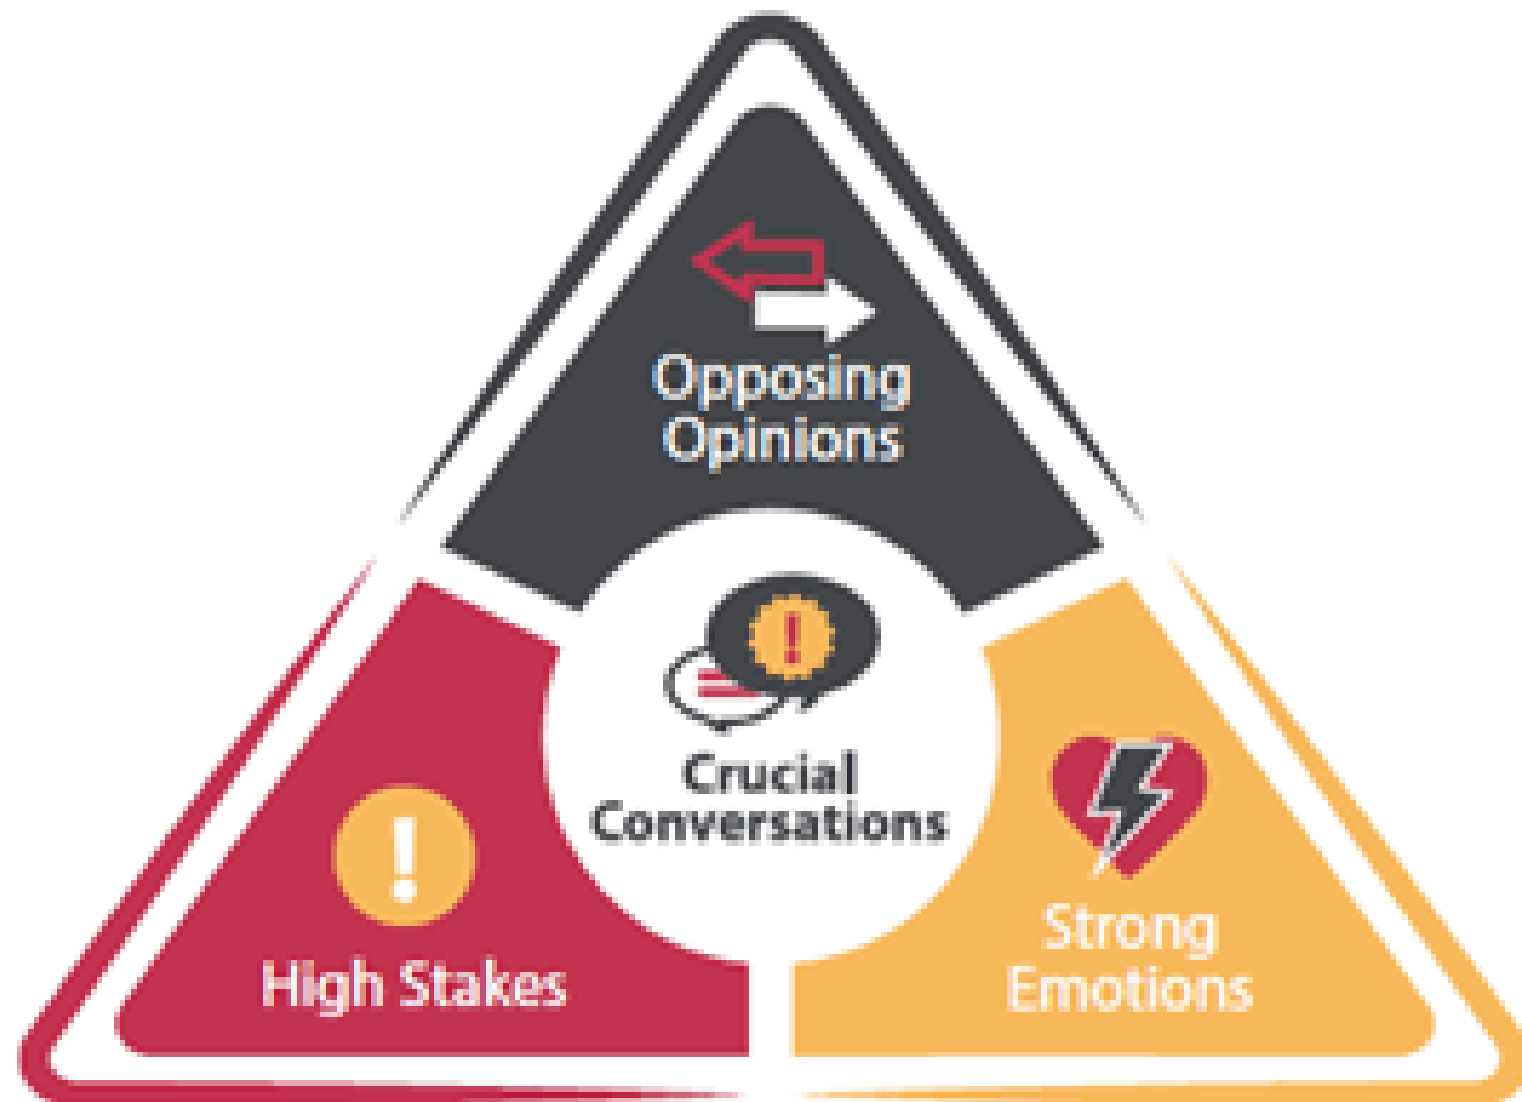 Opposing
Opinions
!
Crucial
Conversations
!
High Stakes
Strong
Emotions